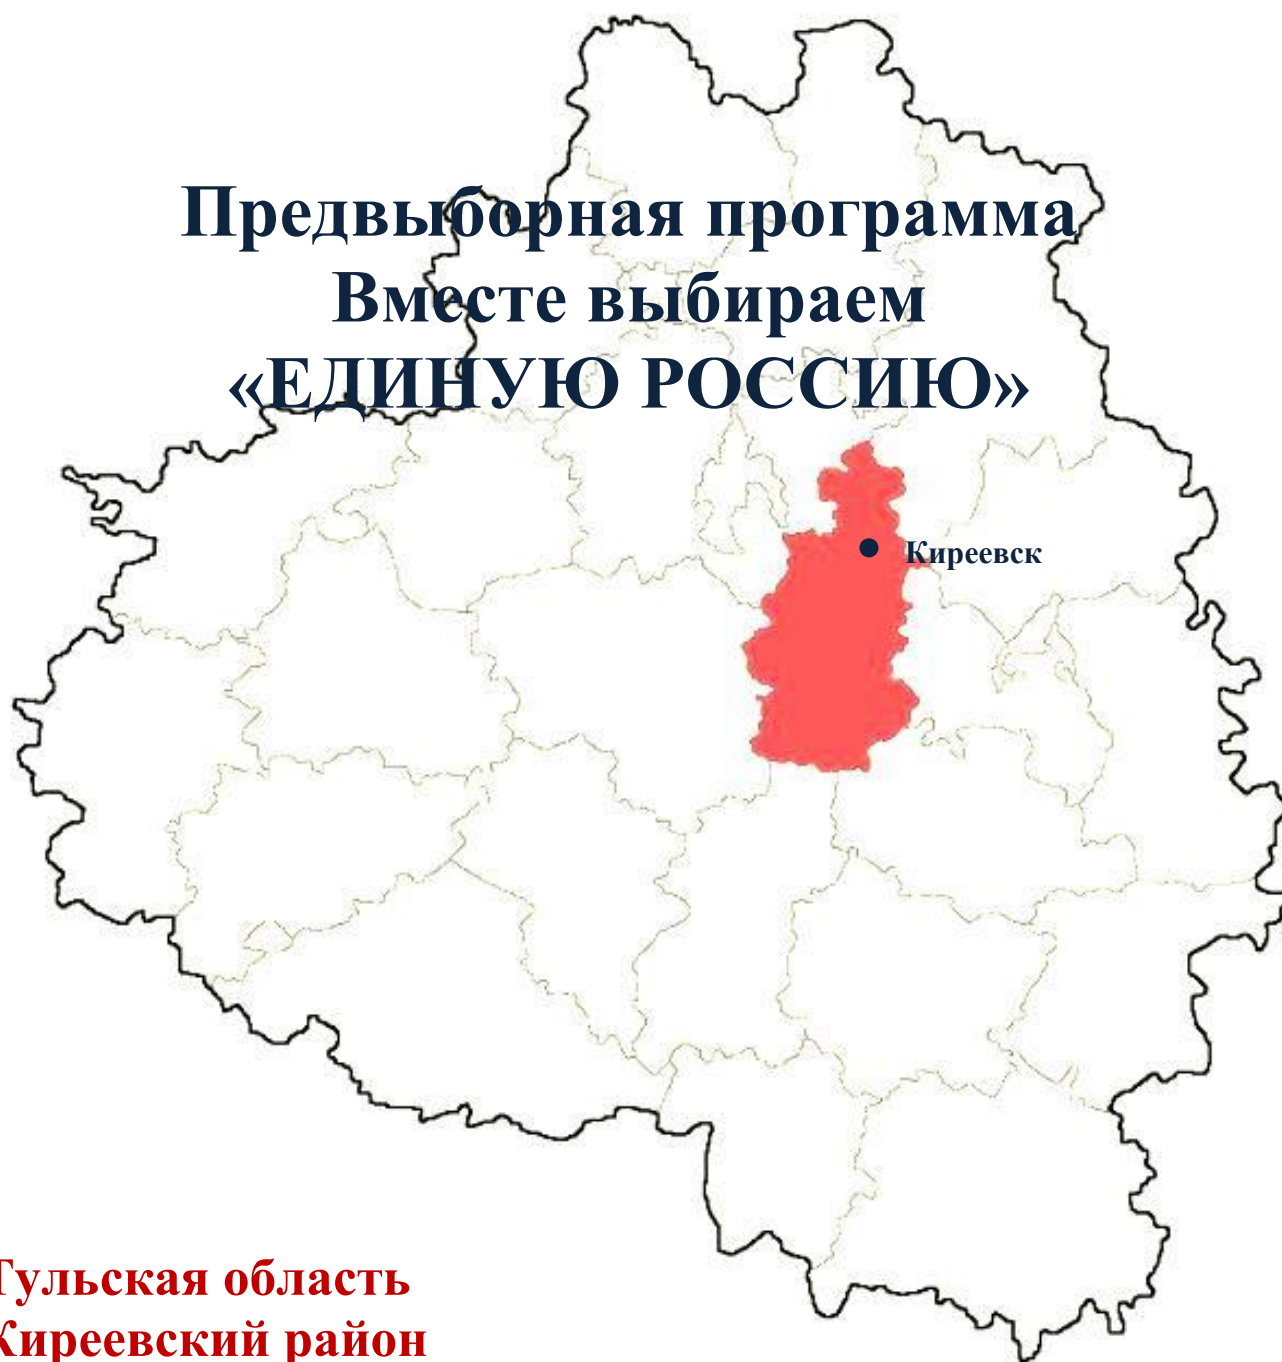 Предвыборная программа
Вместе выбираем
«ЕДИНУЮ РОССИЮ»
Киреевск
Тульская область
Киреевский район